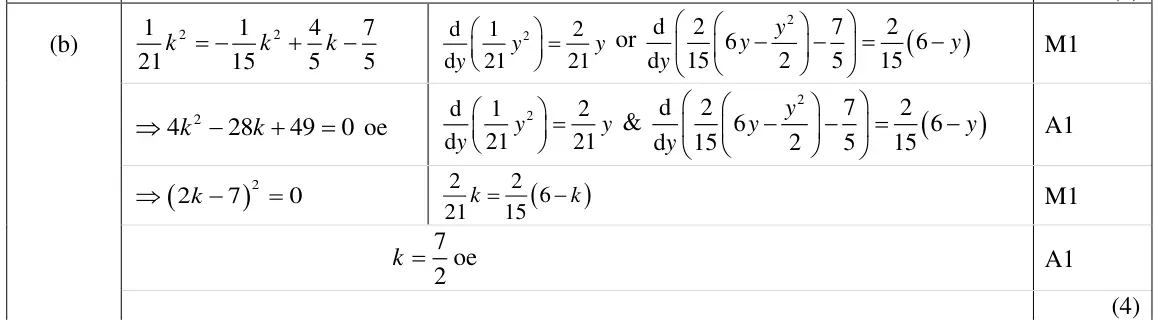 (b) 1/21 k² = −1/15 k² + 4/5 k − 7/5 d/dy (1/21 y²) = 2/21 y or d/dy (2/15 (6y − y²/2) − 7/5) = 2/15 (6 − y) M1
⇒ 4k² − 28k + 49 = 0 oe d/dy (1/21 y²) = 2/21 y & d/dy (2/15 (6y − y²/2) − 7/5) = 2/15 (6 − y) A1
⇒ (2k − 7)² = 0 2/21 k = 2/15 (6 − k) M1
k = 7/2 oe A1
(4)